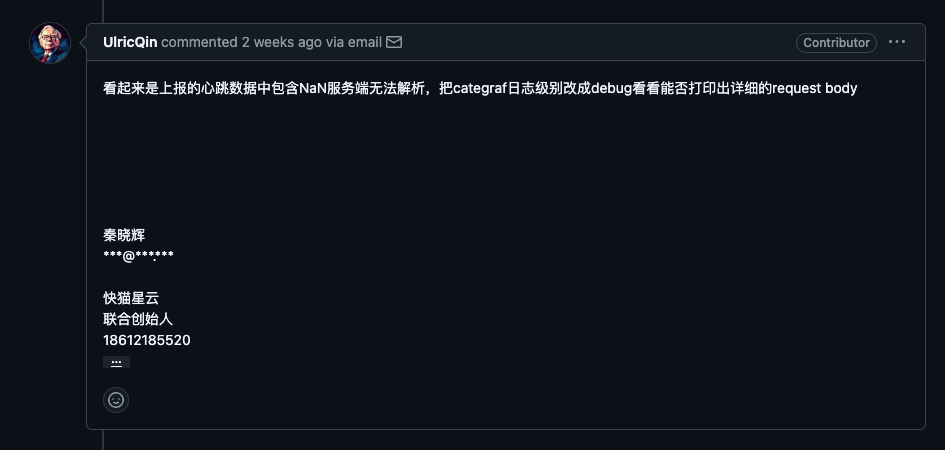 UlricQin commented 2 weeks ago via email
Contributor
看起来是上报的心跳数据中包含NaN服务端无法解析，把categraf日志级别改成debug看看能否打印出详细的request body
秦晓辉
***@***.***
快猫星云
联合创始人
18612185520